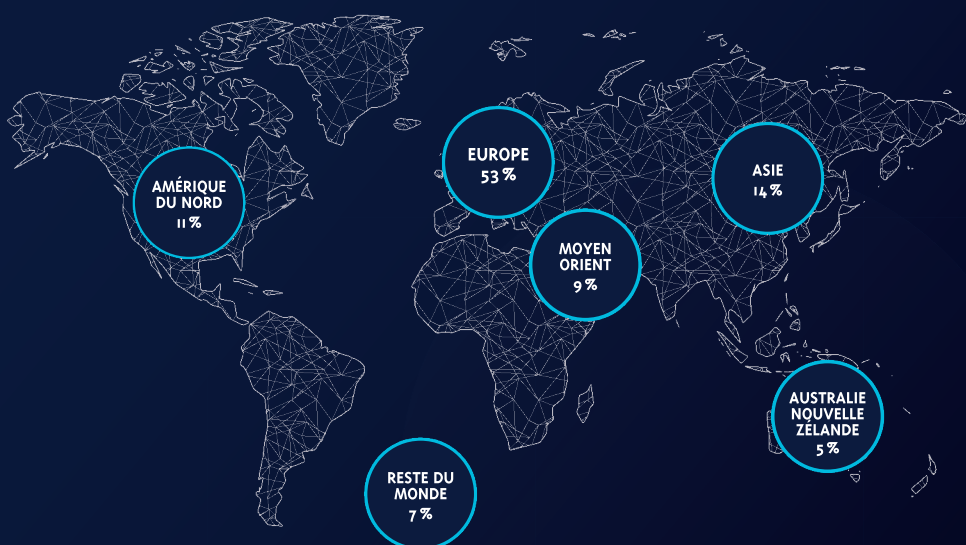 EUROPE
53 %
ASIE
14 %
AMÉRIQUE
DU NORD
11 %
MOYEN
ORIENT
9 %
AUSTRALIE
NOUVELLE
ZÉLANDE
5 %
RESTE DU
MONDE
7 %